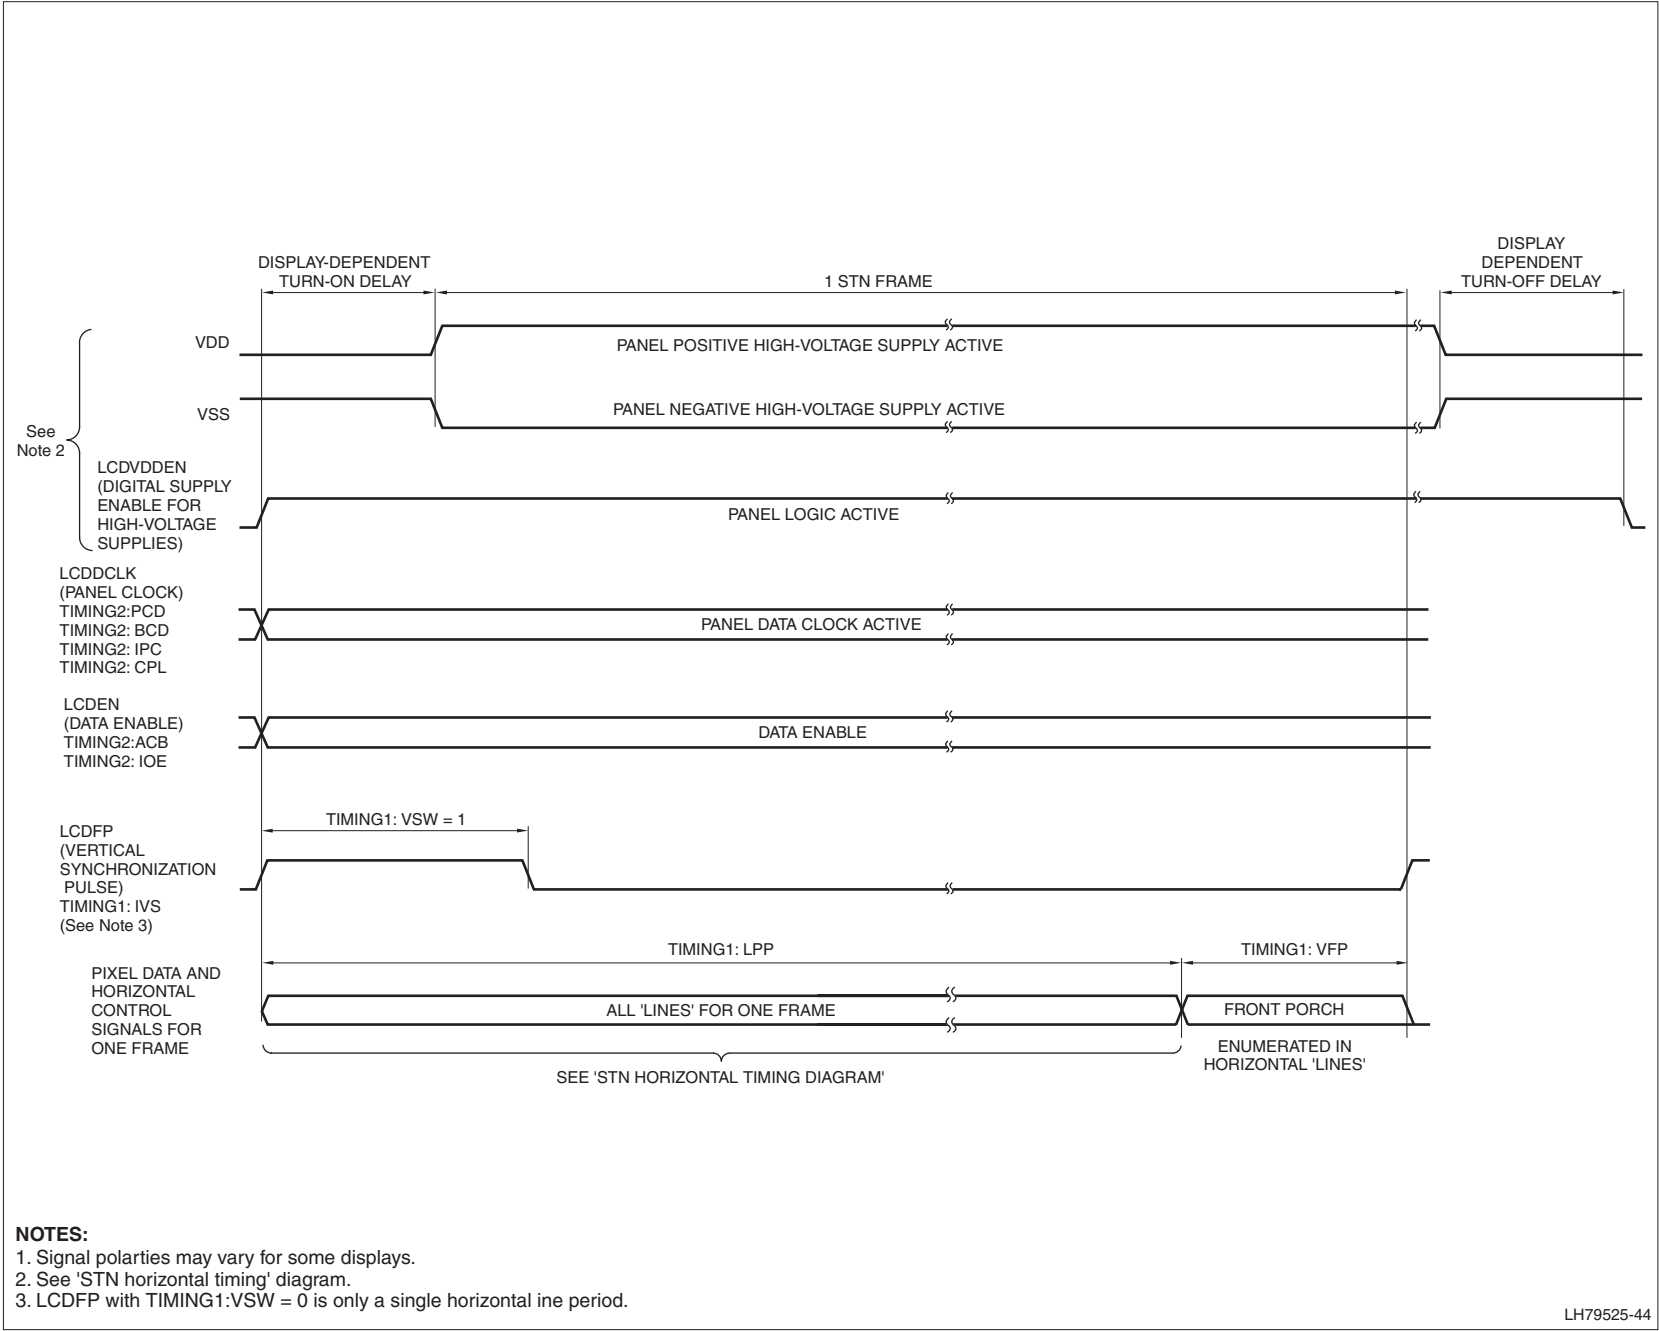 DISPLAY-DEPENDENT
TURN-ON DELAY
1 STN FRAME
DISPLAY
DEPENDENT
TURN-OFF DELAY
VDD
PANEL POSITIVE HIGH-VOLTAGE SUPPLY ACTIVE
VSS
PANEL NEGATIVE HIGH-VOLTAGE SUPPLY ACTIVE
See
Note 2
LCDVDDEN
(DIGITAL SUPPLY
ENABLE FOR
HIGH-VOLTAGE
SUPPLIES)
PANEL LOGIC ACTIVE
LCDDCLK
(PANEL CLOCK)
TIMING2:PCD
TIMING2: BCD
TIMING2: IPC
TIMING2: CPL
PANEL DATA CLOCK ACTIVE
LCDEN
(DATA ENABLE)
TIMING2:ACB
TIMING2: IOE
DATA ENABLE
TIMING1: VSW = 1
LCDFP
(VERTICAL
SYNCHRONIZATION
PULSE)
TIMING1: IVS
(See Note 3)
TIMING1: LPP
TIMING1: VFP
PIXEL DATA AND
HORIZONTAL
CONTROL
SIGNALS FOR
ONE FRAME
ALL 'LINES' FOR ONE FRAME
FRONT PORCH
SEE 'STN HORIZONTAL TIMING DIAGRAM'
ENUMERATED IN
HORIZONTAL 'LINES'
NOTES:
1. Signal polarties may vary for some displays.
2. See 'STN horizontal timing' diagram.
3. LCDFP with TIMING1:VSW = 0 is only a single horizontal ine period.
LH79525-44